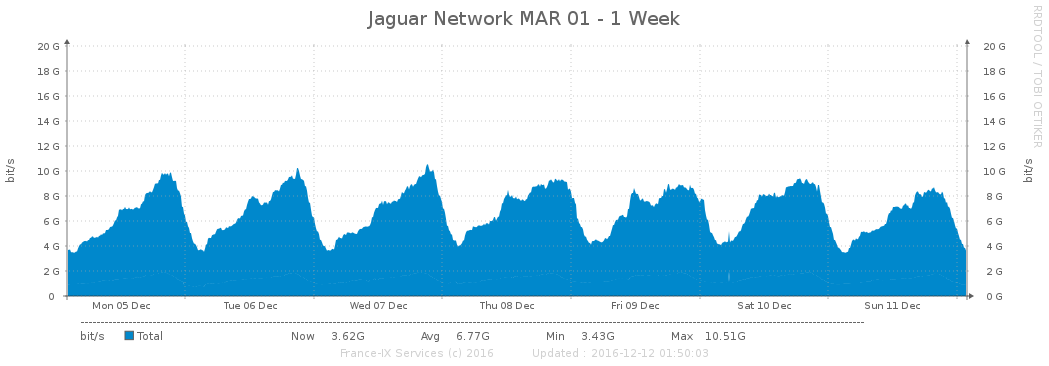 Jaguar Network MAR 01 - 1 Week
RRDTOOL / TOBI OETIKER
20 G 20 G
18 G 18 G
16 G 16 G
14 G 14 G
12 G 12 G
10 G 10 G
8 G 8 G
6 G 6 G
4 G 4 G
2 G 2 G
0 0 G
bit/s
bit/s
Mon 05 Dec Tue 06 Dec Wed 07 Dec Thu 08 Dec Fri 09 Dec Sat 10 Dec Sun 11 Dec
bit/s Total Now 3.62G Avg 6.77G Min 3.43G Max 10.51G
France-IX Services (c) 2016 Updated : 2016-12-12 01:50:03